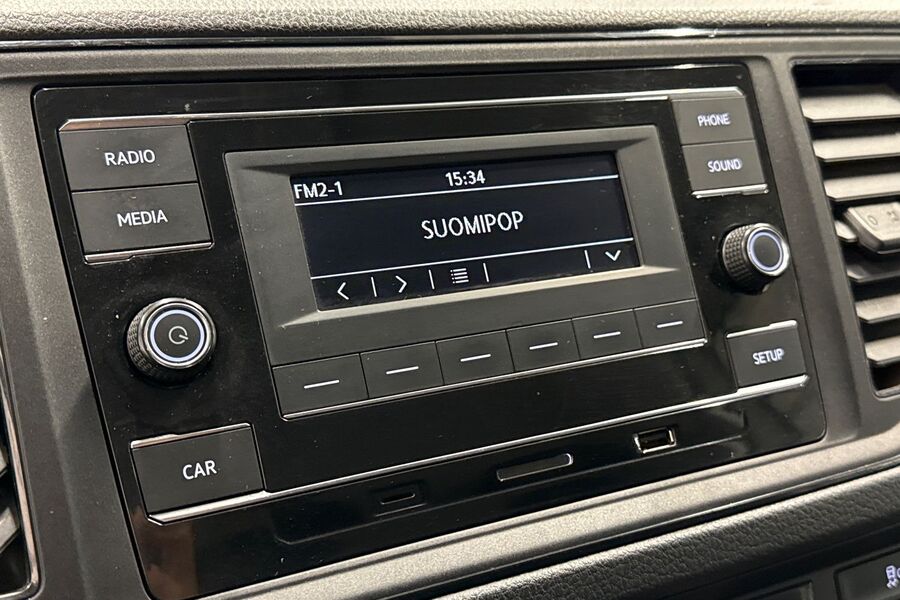 RADIO
MEDIA
PHONE
SOUND
FM2-1 15:34
SUOMIPOP
SETUP
CAR